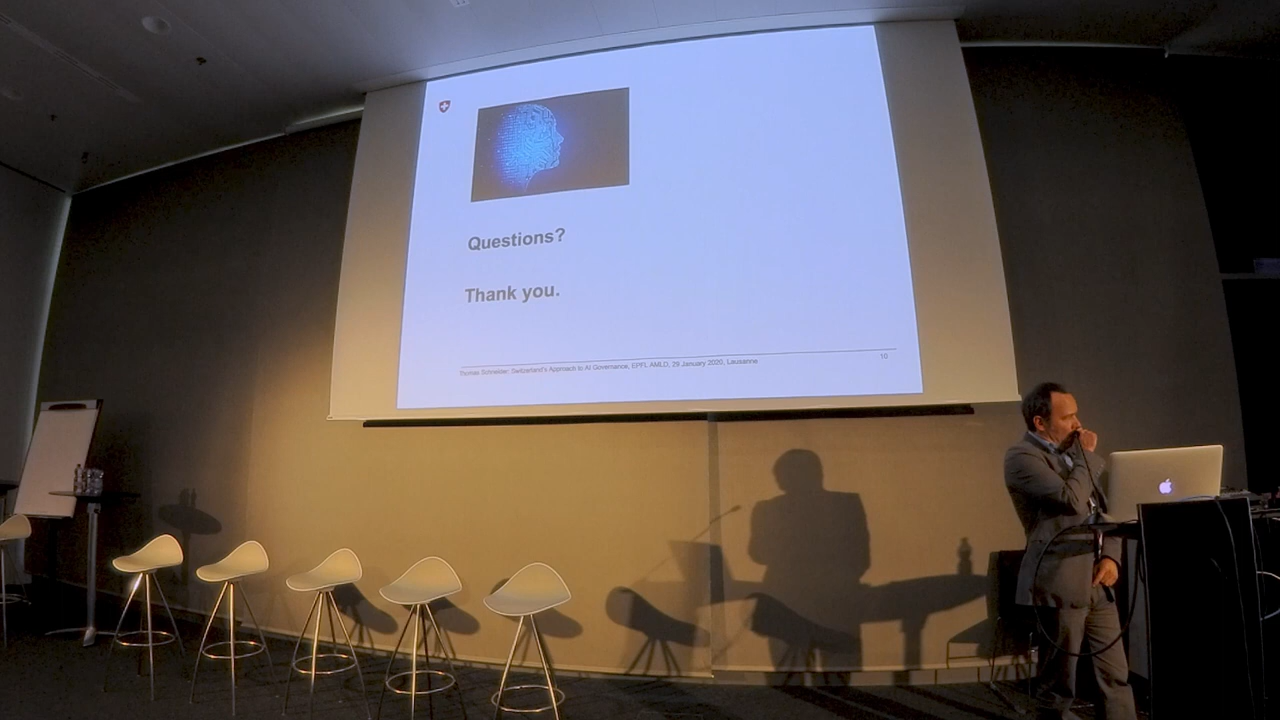 Questions?
Thank you.
Thomas Schneider: Switzerland's Approach to AI Governance, EPFL AMLD, 29 January 2020, Lausanne
10